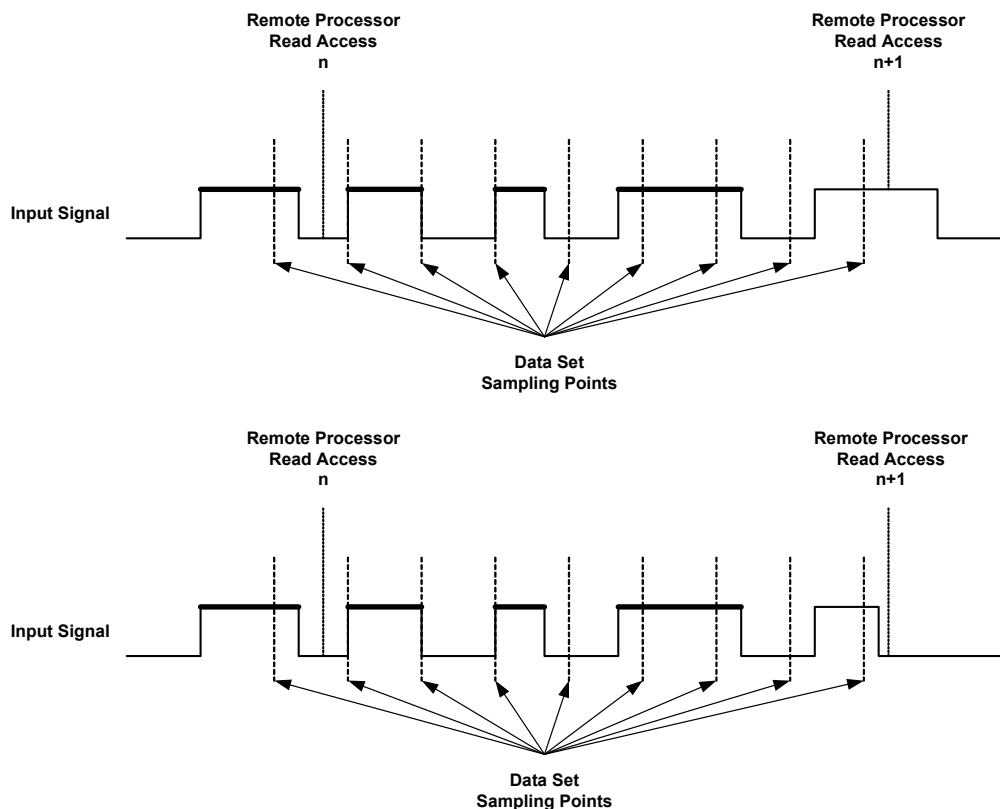 Remote Processor
Read Access
n
Remote Processor
Read Access
n+1
Input Signal
Data Set
Sampling Points
Remote Processor
Read Access
n
Remote Processor
Read Access
n+1
Input Signal
Data Set
Sampling Points